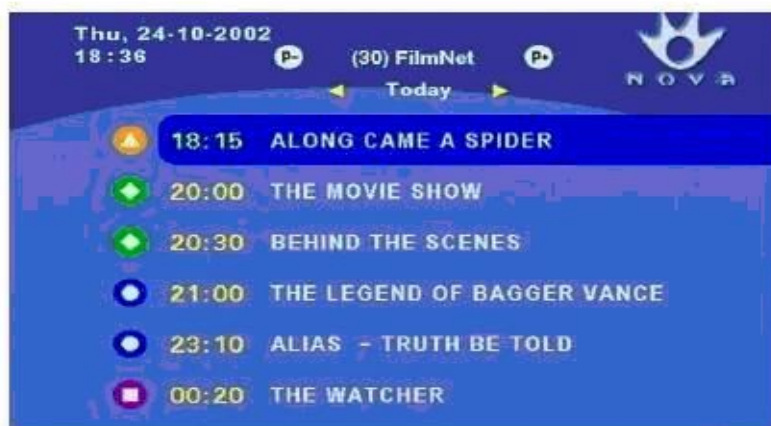 Thu, 24-10-2002
18:36
P- (30) FilmNet P+
NOVA
Today
18:15 ALONG CAME A SPIDER
20:00 THE MOVIE SHOW
20:30 BEHIND THE SCENES
21:00 THE LEGEND OF BAGGER VANCE
23:10 ALIAS - TRUTH BE TOLD
00:20 THE WATCHER